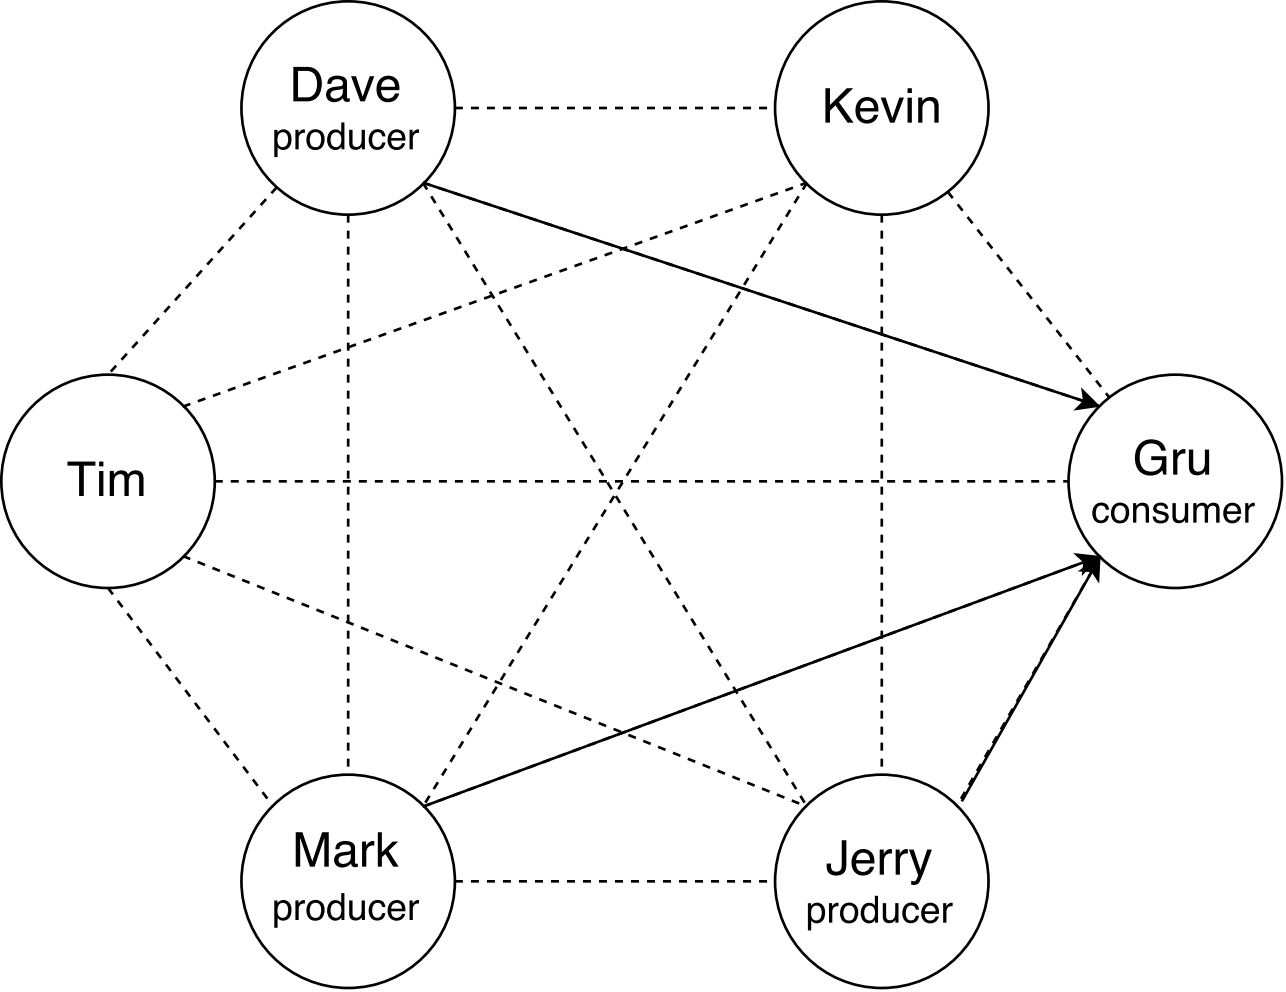 Dave
producer
Kevin
Tim
Gru
consumer
Mark
producer
Jerry
producer